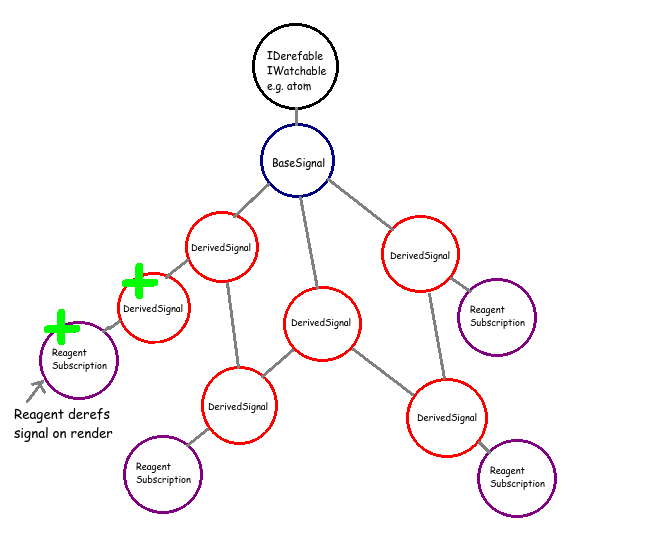 IDerefable
IWatchable
e.g. atom
BaseSignal
DerivedSignal
DerivedSignal
DerivedSignal
Reagent
Subscription
DerivedSignal
Reagent
Subscription
Reagent derefs
signal on render
DerivedSignal
DerivedSignal
Reagent
Subscription
Reagent
Subscription